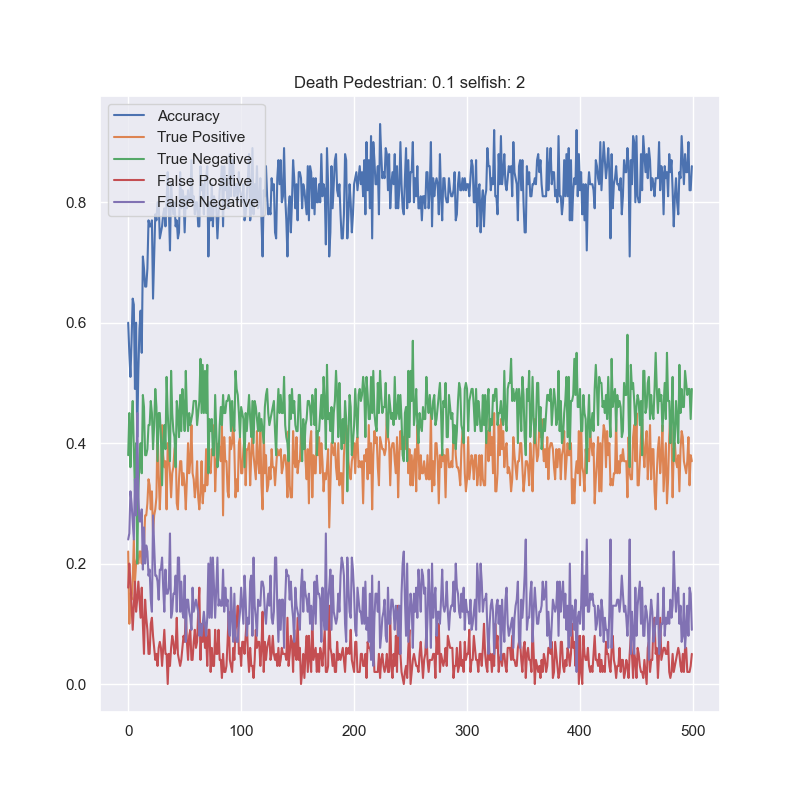 Death Pedestrian: 0.1 selfish: 2
Accuracy
True Positive
True Negative
False Positive
False Negative
0.8
0.6
0.4
0.2
0.0
0 100 200 300 400 500